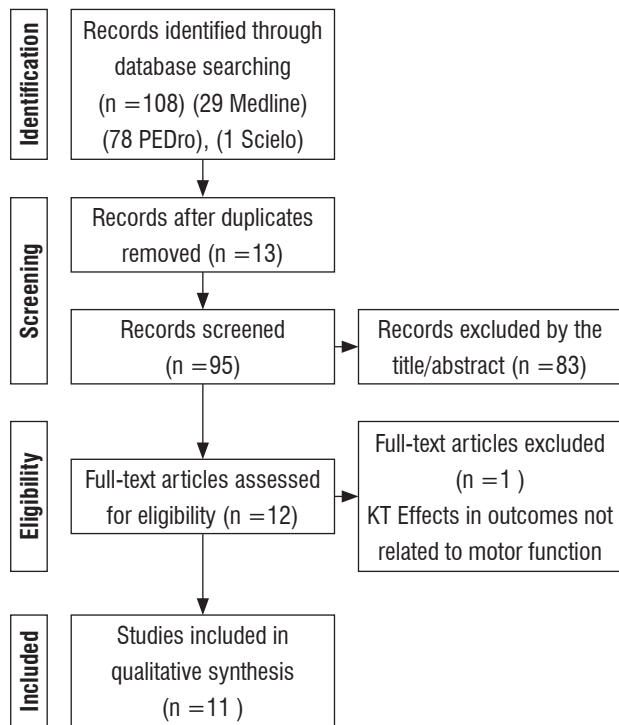 Identification
Records identified through
database searching
(n =108) (29 Medline)
(78 PEDro), (1 Scielo)
Screening
Records after duplicates
removed (n =13)
Records screened
(n =95)
Records excluded by the
title/abstract (n =83)
Eligibility
Full-text articles assessed
for eligibility (n =12)
Full-text articles excluded
(n =1 )
KT Effects in outcomes not
related to motor function
Included
Studies included in
qualitative synthesis
(n =11 )